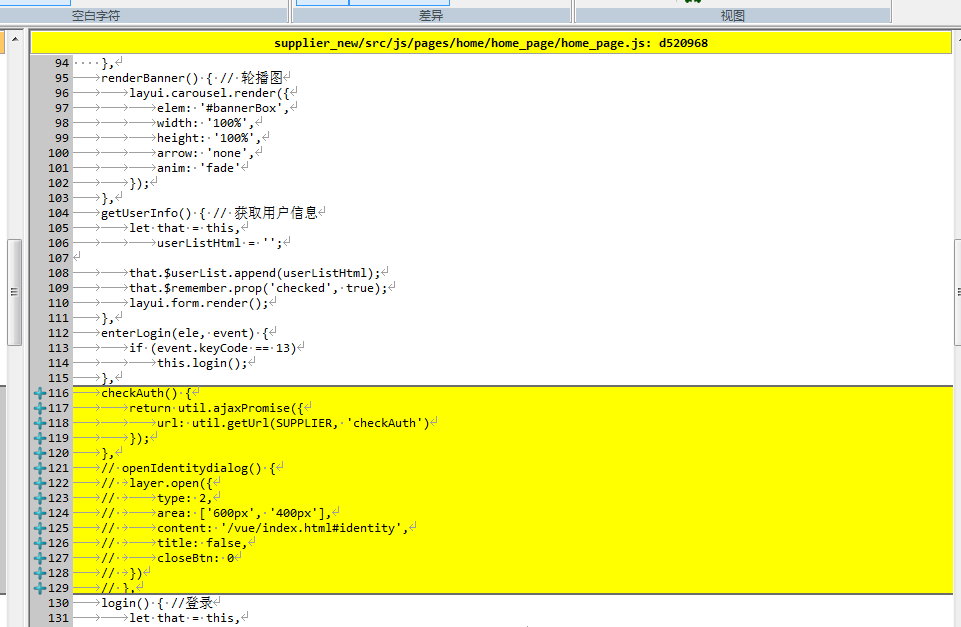 空白字符 差异 视图
supplier_new/src/js/pages/home/home_page/home_page.js: d520968
94 },
95 renderBanner() { // 轮播图
96 layui.carousel.render({
97 elem: '#bannerBox',
98 width: '100%',
99 height: '100%',
100 arrow: 'none',
101 anim: 'fade'
102 });
103 },
104 getUserInfo() { // 获取用户信息
105 let that = this,
106 userListHtml = '';
107
108 that.$userList.append(userListHtml);
109 that.$remember.prop('checked', true);
110 layui.form.render();
111 },
112 enterLogin(ele, event) {
113 if (event.keyCode == 13)
114 this.login();
115 },
116 checkAuth() {
117 return util.ajaxPromise({
118 url: util.getUrl(SUPPLIER, 'checkAuth')
119 });
120 },
121 // openIdentitydialog() {
122 // layer.open({
123 // type: 2,
124 // area: ['600px', '400px'],
125 // content: '/vue/index.html#identity',
126 // title: false,
127 // closeBtn: 0
128 // })
129 // },
130 login() { //登录
131 let that = this,